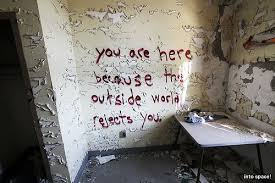 you are here
because the
outside world
rejects you.
into space!